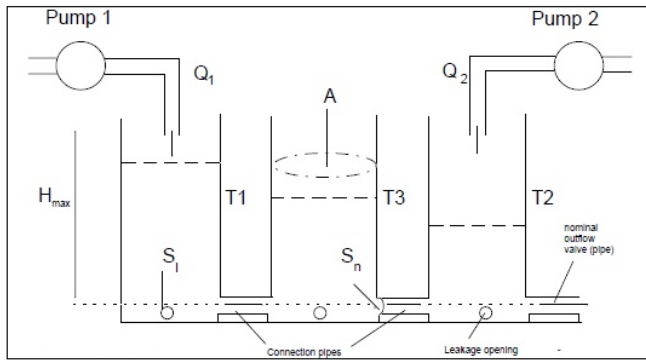 Pump 1
Pump 2
Q1
Q2
A
Hmax
T1
T3
T2
nominal
outflow
valve (pipe)
Sl
Sn
Connection pipes
Leakage opening
-